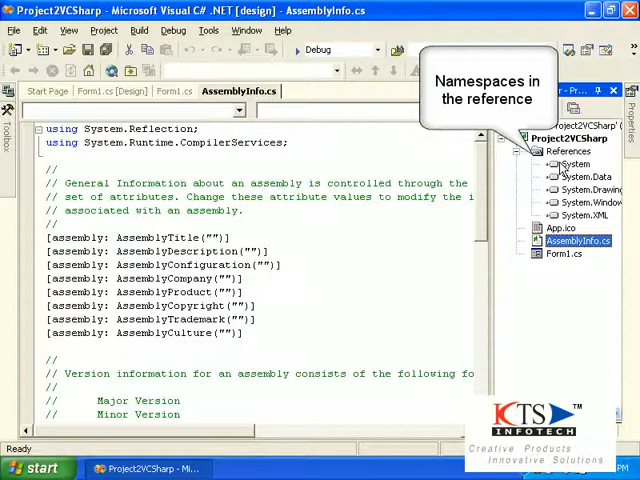 Project2VCSharp - Microsoft Visual C# .NET [design] - AssemblyInfo.cs
File Edit View Project Build Debug Tools Window Help
Debug
Start Page Form1.cs [Design] Form1.cs AssemblyInfo.cs
Namespaces in
the reference
Toolbox
Properties
using System.Reflection;
using System.Runtime.CompilerServices;
//
// General Information about an assembly is controlled through the
// set of attributes. Change these attribute values to modify the i
// associated with an assembly.
//
[assembly: AssemblyTitle("")]
[assembly: AssemblyDescription("")]
[assembly: AssemblyConfiguration("")]
[assembly: AssemblyCompany("")]
[assembly: AssemblyProduct("")]
[assembly: AssemblyCopyright("")]
[assembly: AssemblyTrademark("")]
[assembly: AssemblyCulture("")]
//
// Version information for an assembly consists of the following fo
//
// Major Version
// Minor Version
Project2VCSharp
References
System
System.Data
System.Drawing
System.Window
System.XML
App.ico
AssemblyInfo.cs
Form1.cs
KTS TM
INFOTECH
Creative Products
Innovative Solutions
Ready
start Project2VCSharp - Mi...